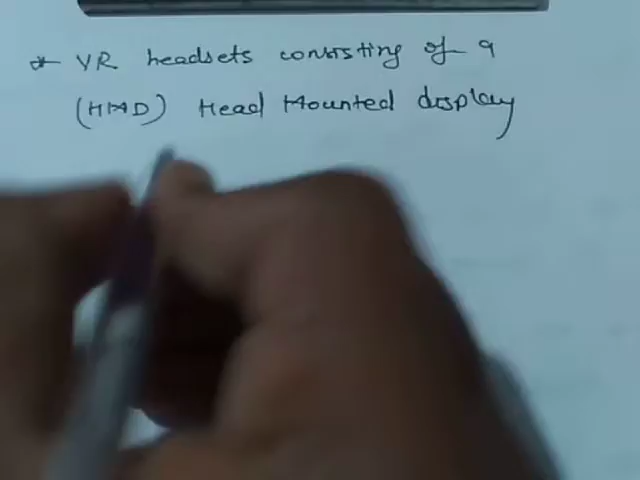 * VR headsets consisting of a
(HMD) Head Mounted display